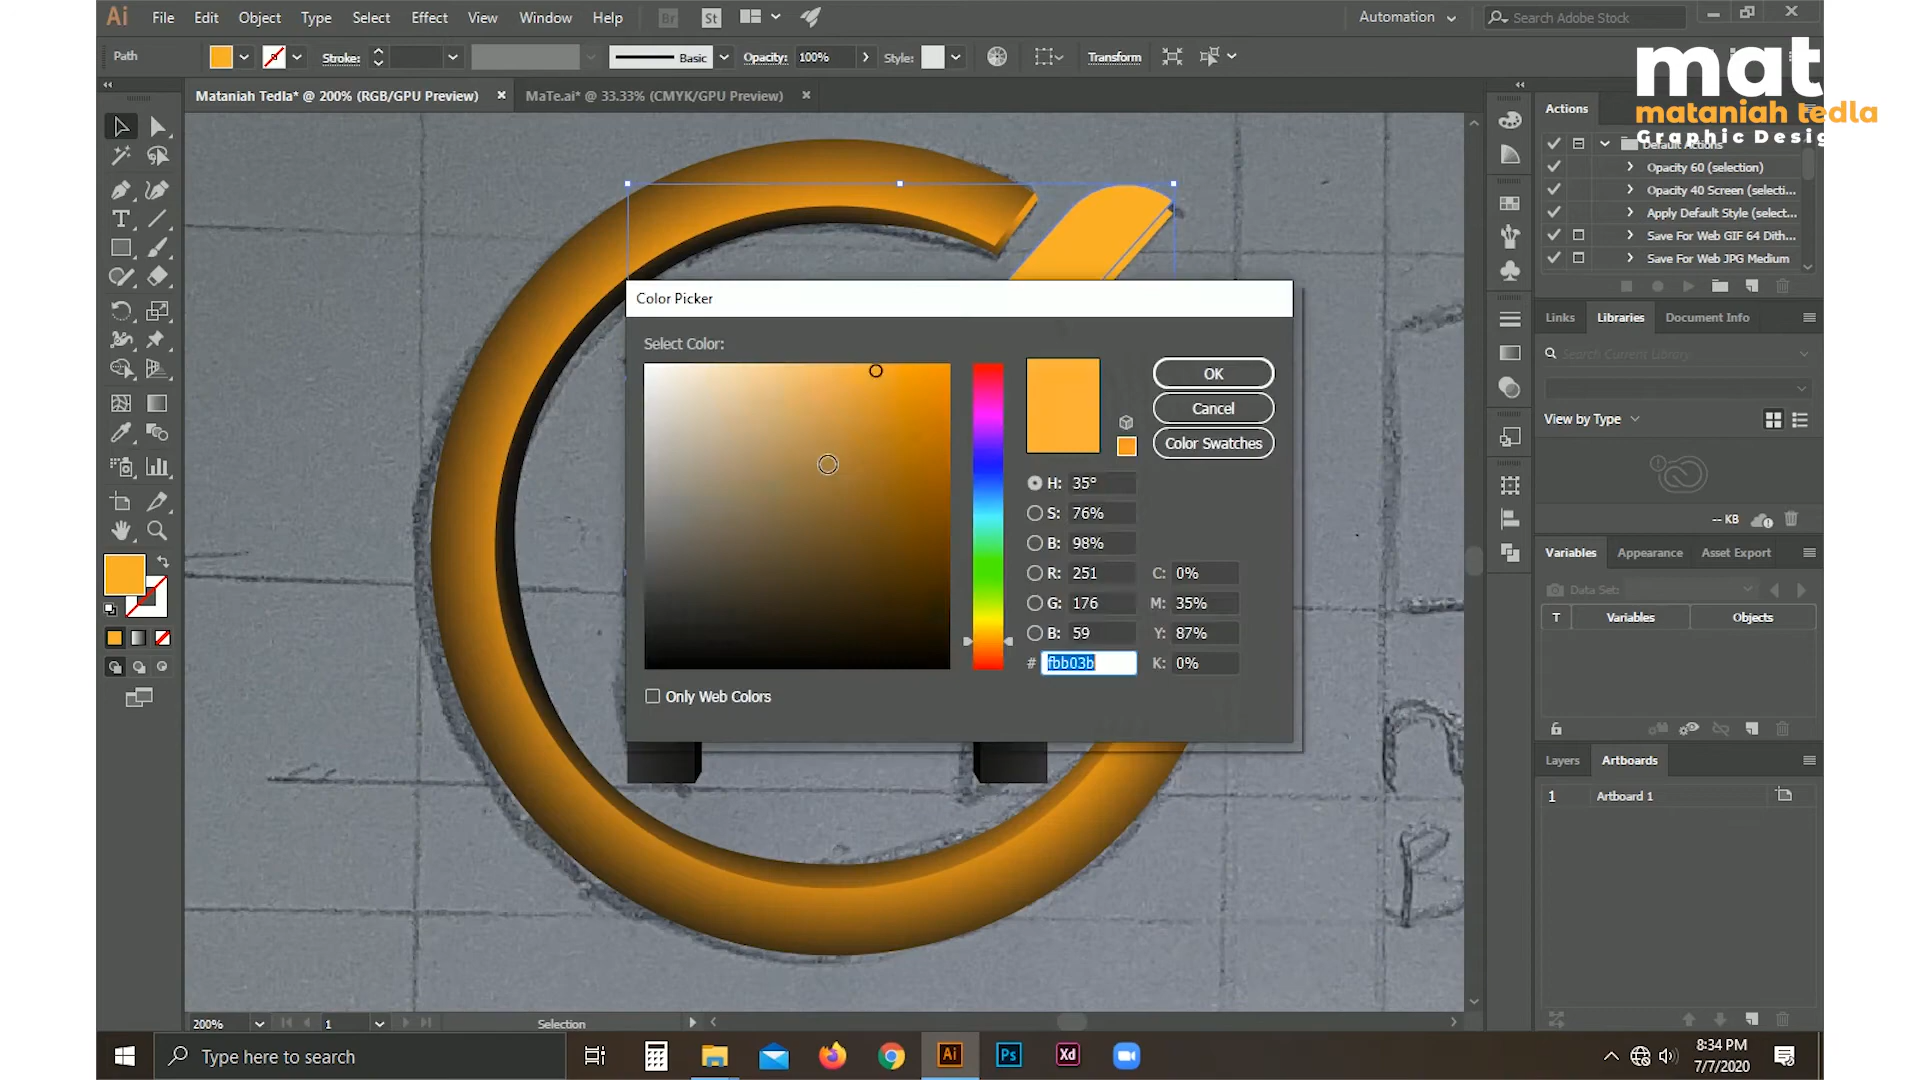 Ai File Edit Object Type Select Effect View Window Help Br St Automation Search Adobe Stock
Path Stroke: Basic Opacity: 100% Style: Transform
mat
mataniah tedla
Graphic Desig
Mataniah Tedla* @ 200% (RGB/GPU Preview) × MaTe.ai* @ 33.33% (CMYK/GPU Preview) ×
Actions
Default Actions
Opacity 60 (selection)
Opacity 40 Screen (selecti...
Apply Default Style (select...
Save For Web GIF 64 Dith...
Save For Web JPG Medium
Links Libraries Document Info
Search Current Library
View by Type
-- KB
Variables Appearance Asset Export
Data Set:
T Variables Objects
Layers Artboards
1 Artboard 1
Color Picker
Select Color:
OK
Cancel
Color Swatches
H: 35°
S: 76%
B: 98%
R: 251 C: 0%
G: 176 M: 35%
B: 59 Y: 87%
# fbb03b K: 0%
Only Web Colors
200% 1 Selection
Type here to search
Ai Ps Xd
8:34 PM
7/7/2020